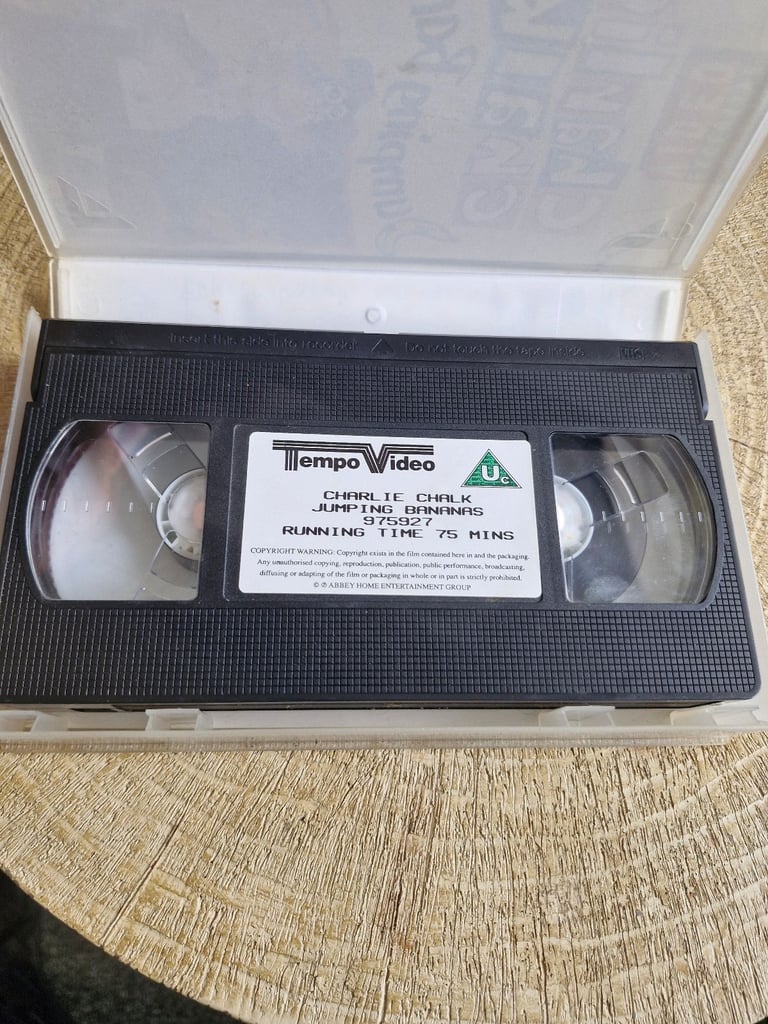 Insert this side into recorder Do not touch the tape inside VHS
Tempo Video
Uc
CHARLIE CHALK
JUMPING BANANAS
975927
RUNNING TIME 75 MINS
COPYRIGHT WARNING: Copyright exists in the film contained here in and the packaging.
Any unauthorised copying, reproduction, publication, public performance, broadcasting,
diffusing or adapting of the film or packaging in whole or in part is strictly prohibited.
© ℗ ABBEY HOME ENTERTAINMENT GROUP